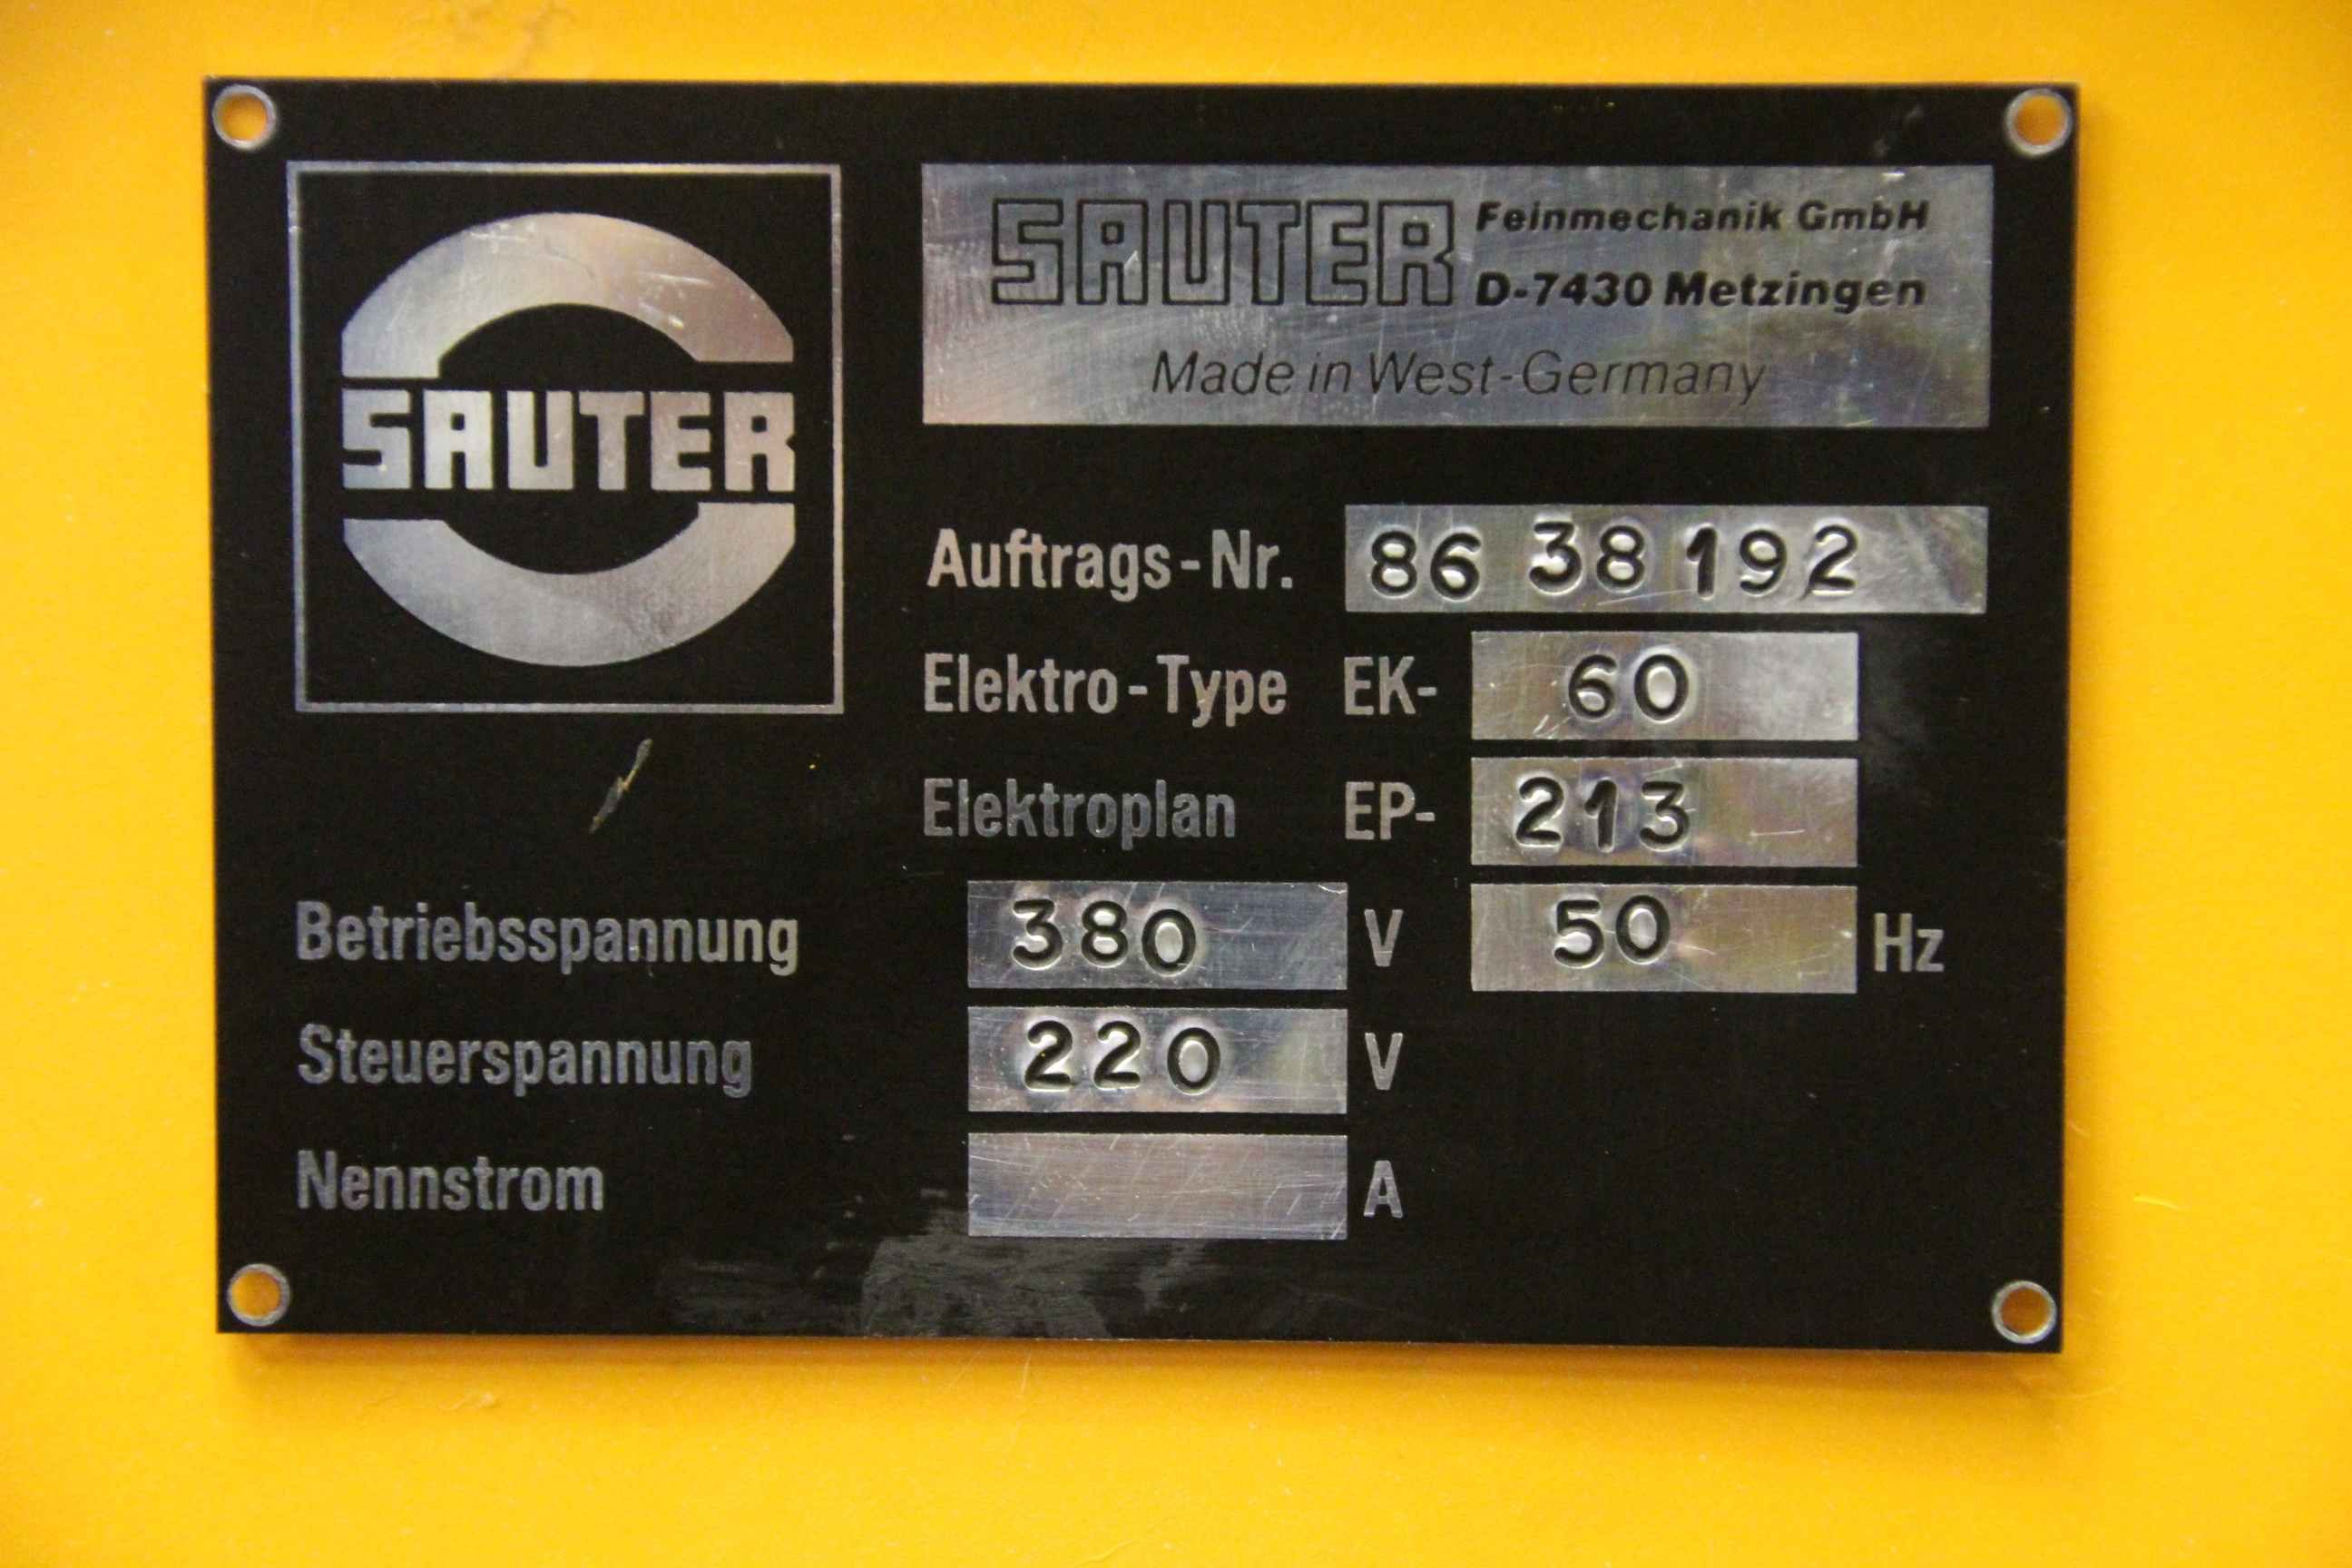 SAUTER
SAUTER Feinmechanik GmbH
D-7430 Metzingen
Made in West-Germany
Auftrags-Nr. 86 38 192
Elektro-Type EK- 60
Elektroplan EP- 213
Betriebsspannung 380 V 50 Hz
Steuerspannung 220 V
Nennstrom A